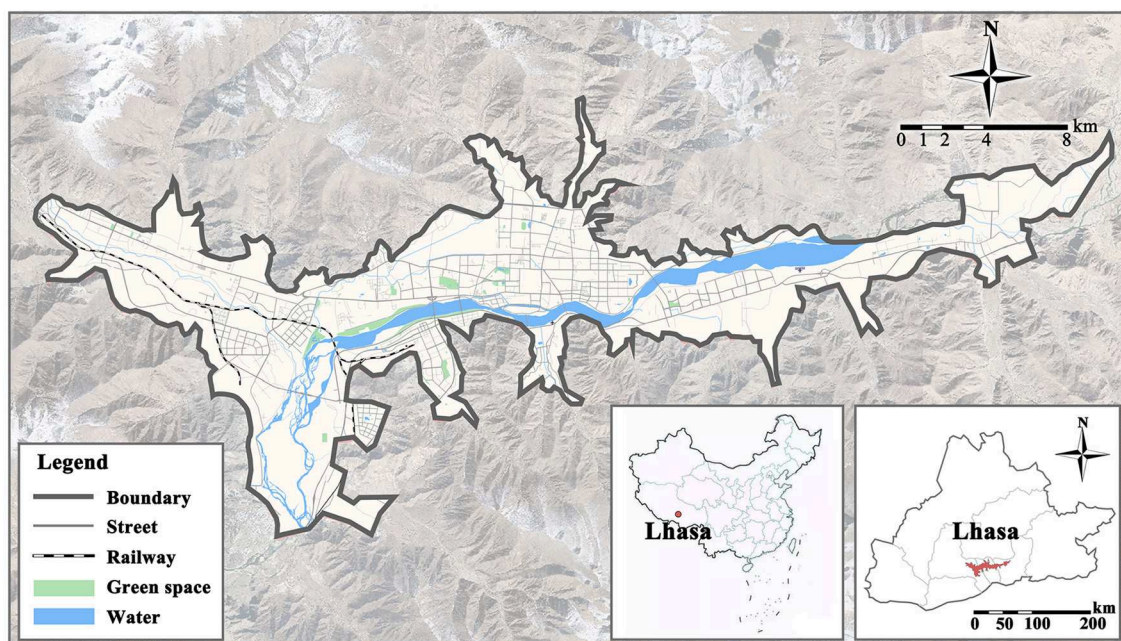 N
km
0 1 2 4 8
Legend
Boundary
Street
Railway
Green space
Water
Lhasa
N
Lhasa
km
0 50 100 200